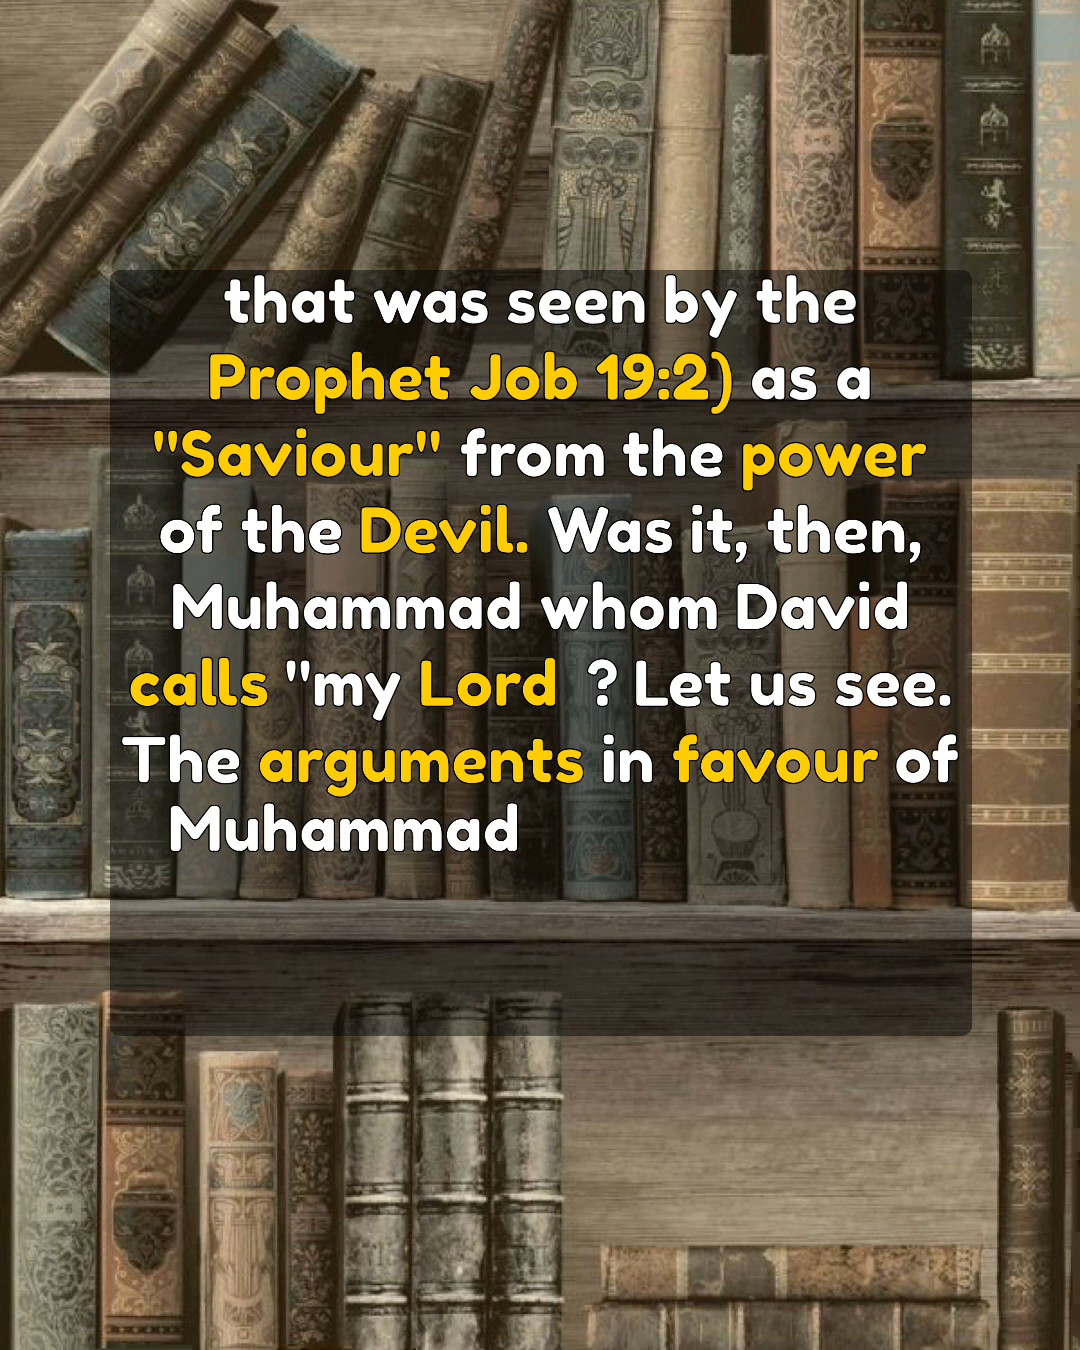 that was seen by the
Prophet Job 19:2) as a
"Saviour" from the power
of the Devil. Was it, then,
Muhammad whom David
calls "my Lord ? Let us see.
The arguments in favour of
Muhammad